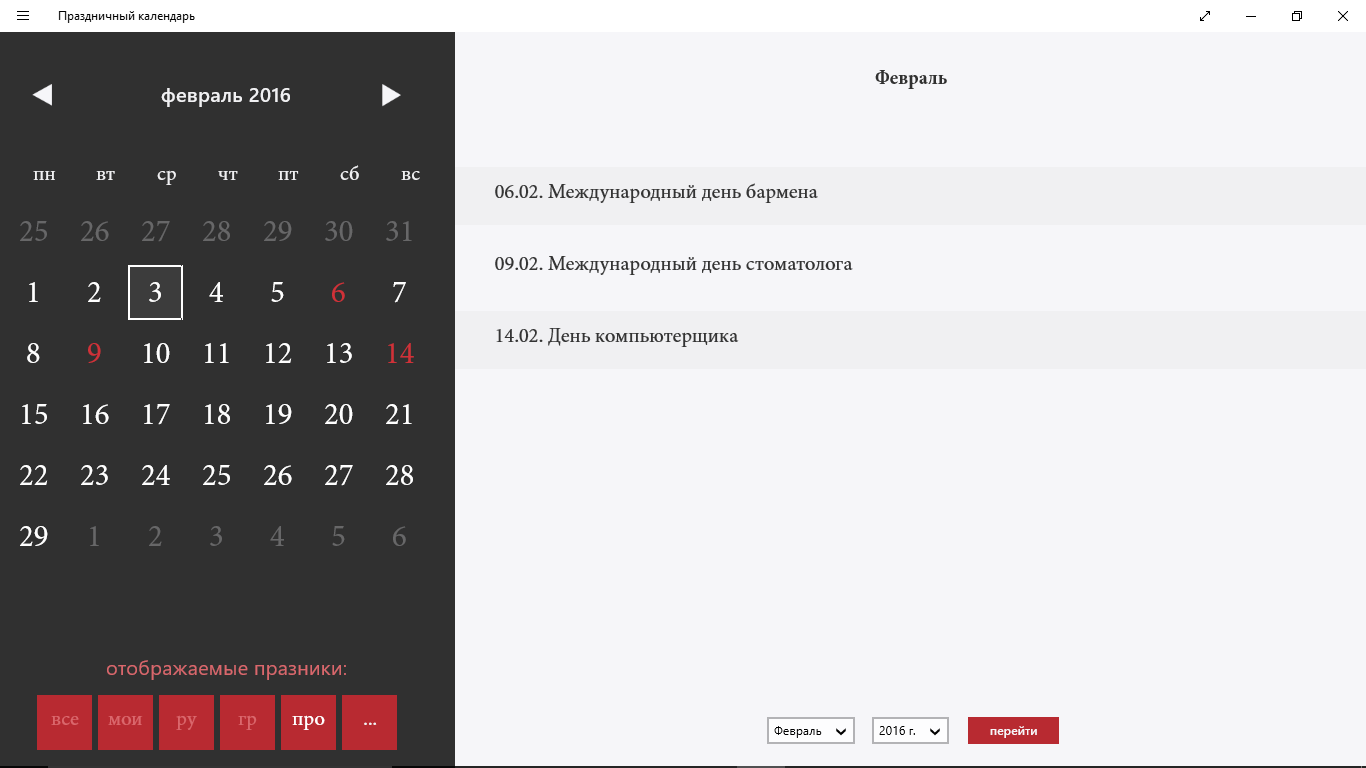 Праздничный календарь
февраль 2016
пн вт ср чт пт сб вс
25 26 27 28 29 30 31
1 2 3 4 5 6 7
8 9 10 11 12 13 14
15 16 17 18 19 20 21
22 23 24 25 26 27 28
29 1 2 3 4 5 6
отображаемые празники:
все мои ру гр про ...
Февраль
06.02. Международный день бармена
09.02. Международный день стоматолога
14.02. День компьютерщика
Февраль 2016 г. перейти